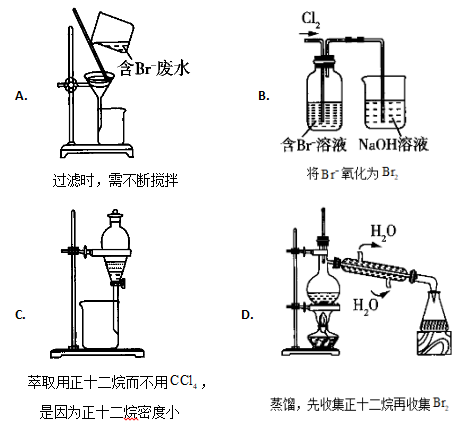 含Br⁻废水
A.
过滤时，需不断搅拌
Cl₂
B.
含Br⁻溶液 NaOH溶液
将Br⁻氧化为Br₂
C.
萃取用正十二烷而不用CCl₄，
是因为正十二烷密度小
H₂O
D.
H₂O
蒸馏，先收集正十二烷再收集Br₂